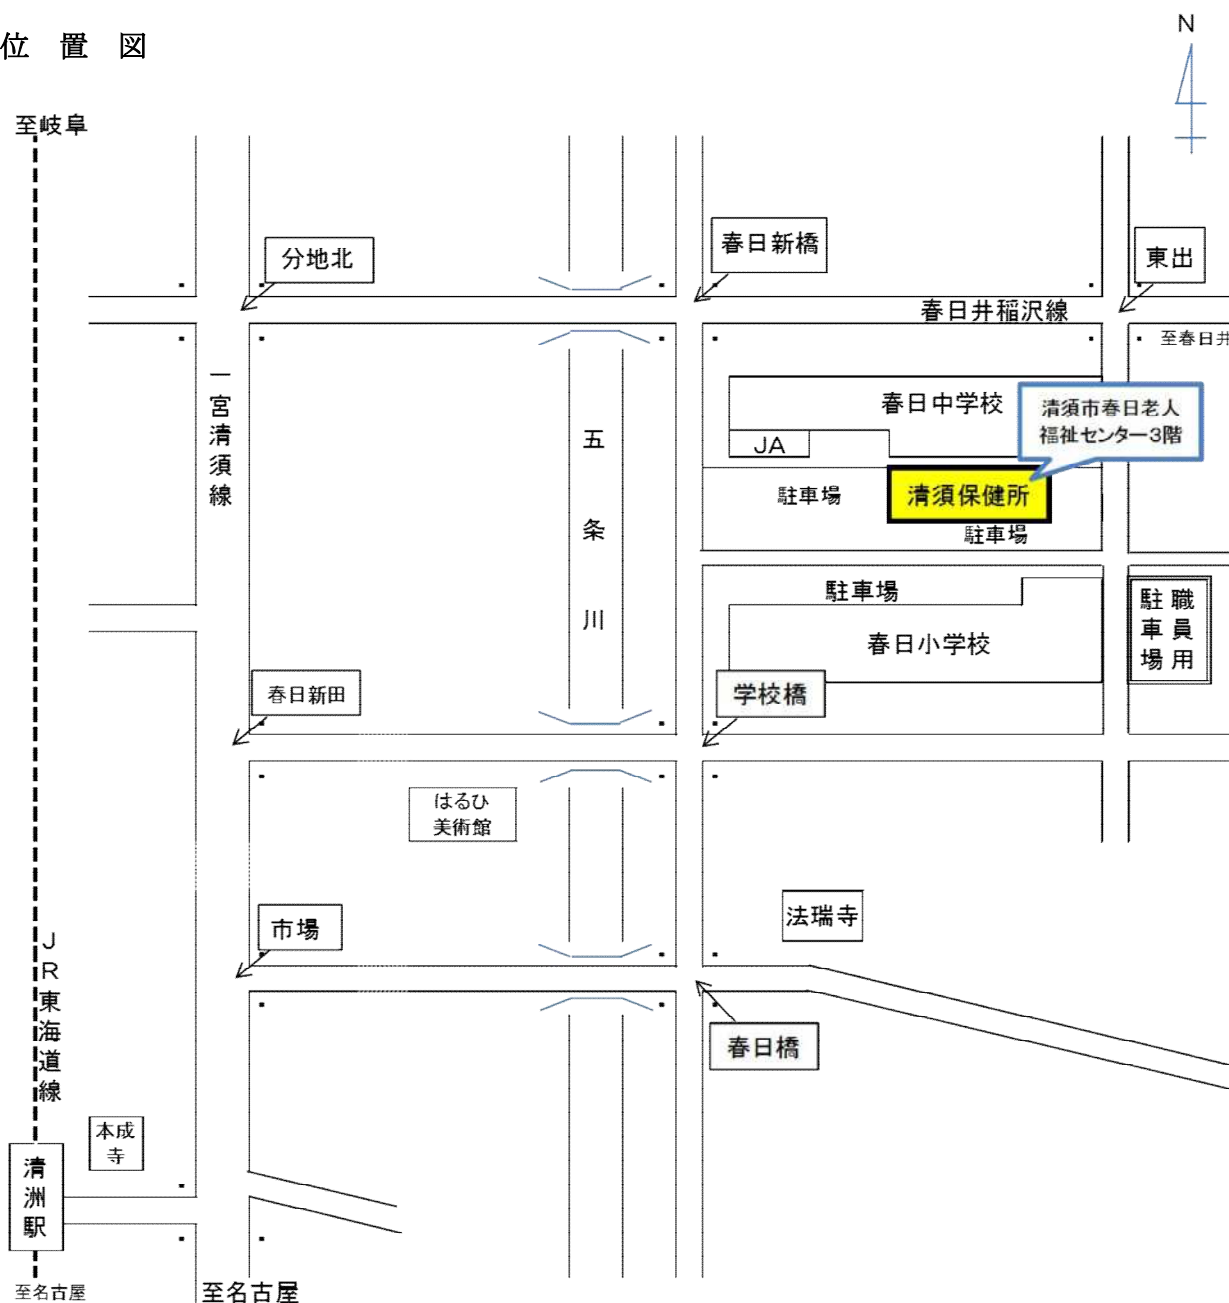 位置図
N
至岐阜
分地北
春日新橋
東出
春日井稲沢線
至春日井
一宮清須線
五条川
春日中学校
清須市春日老人
福祉センター3階
JA
駐車場
清須保健所
駐車場
駐車場
春日小学校
職員用
駐車場
春日新田
学校橋
はるひ
美術館
市場
法瑞寺
春日橋
JR東海道線
本成
寺
清洲駅
至名古屋
至名古屋